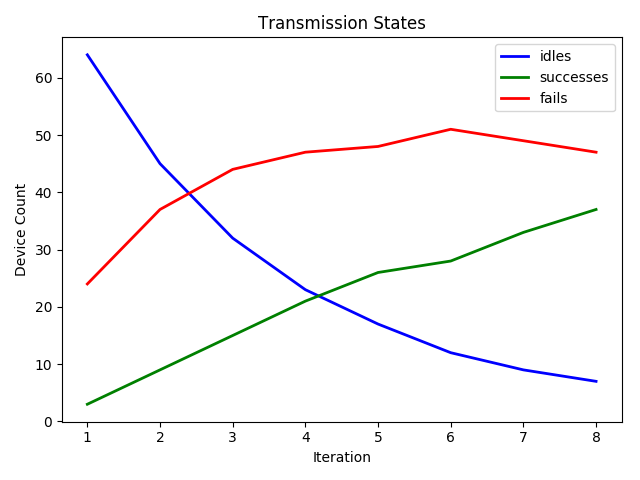 Transmission States
idles
successes
fails
Device Count
60
50
40
30
20
10
0
1 2 3 4 5 6 7 8
Iteration